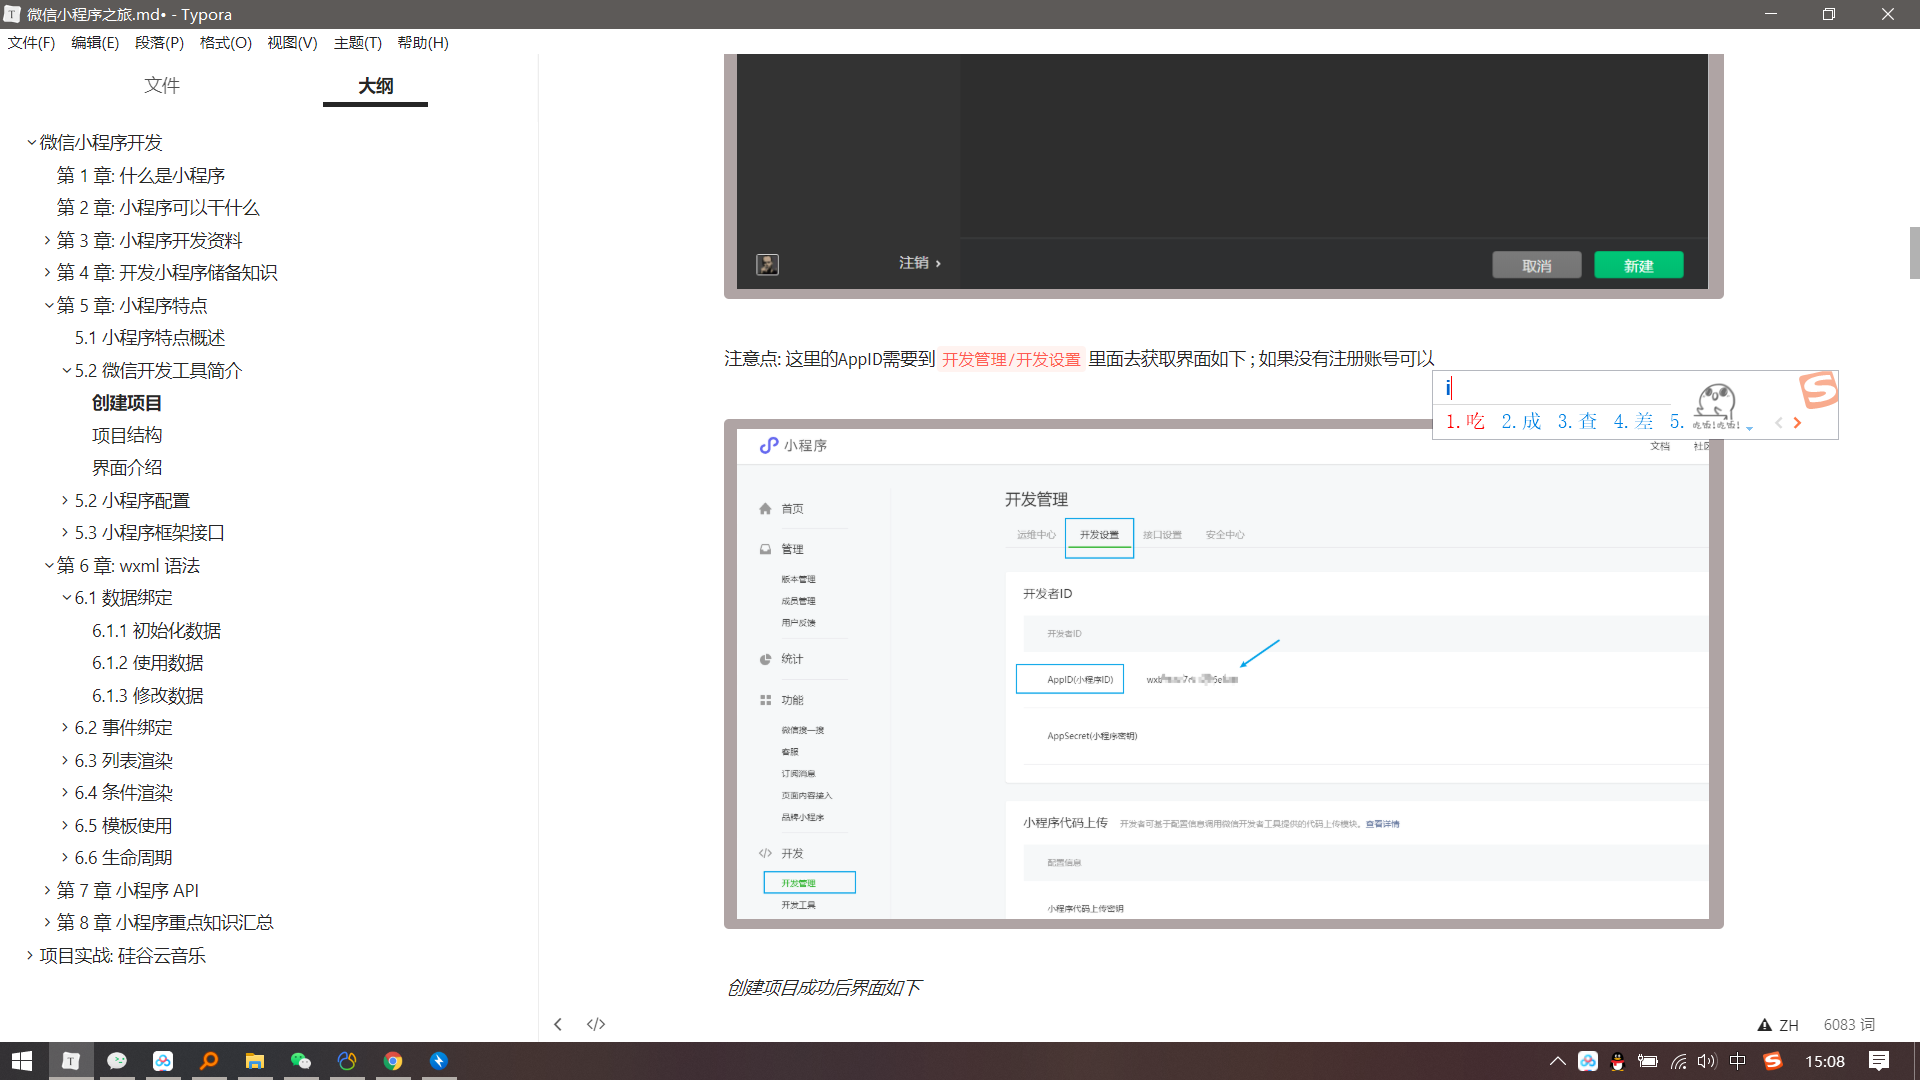 微信小程序之旅.md• - Typora
文件(F) 编辑(E) 段落(P) 格式(O) 视图(V) 主题(T) 帮助(H)
文件 大纲
微信小程序开发
第 1 章: 什么是小程序
第 2 章: 小程序可以干什么
第 3 章: 小程序开发资料
第 4 章: 开发小程序储备知识
第 5 章: 小程序特点
5.1 小程序特点概述
5.2 微信开发工具简介
创建项目
项目结构
界面介绍
5.2 小程序配置
5.3 小程序框架接口
第 6 章: wxml 语法
6.1 数据绑定
6.1.1 初始化数据
6.1.2 使用数据
6.1.3 修改数据
6.2 事件绑定
6.3 列表渲染
6.4 条件渲染
6.5 模板使用
6.6 生命周期
第 7 章 小程序 API
第 8 章 小程序重点知识汇总
项目实战: 硅谷云音乐
注销 ›
取消 新建
注意点: 这里的AppID需要到 开发管理/开发设置 里面去获取界面如下 ; 如果没有注册账号可以
i
1.吃 2.成 3.查 4.差 5.
吃饭!吃饭!
小程序
文档 社区
首页
管理
版本管理
成员管理
用户反馈
统计
功能
微信搜一搜
客服
订阅消息
页面内容接入
品牌小程序
开发
开发管理
开发工具
开发管理
运维中心 开发设置 接口设置 安全中心
开发者ID
开发者ID
AppID(小程序ID)
AppSecret(小程序密钥)
小程序代码上传 开发者可基于配置信息调用微信开发者工具提供的代码上传模块。查看详情
配置信息
小程序代码上传密钥
创建项目成功后界面如下
ZH 6083 词
中 15:08